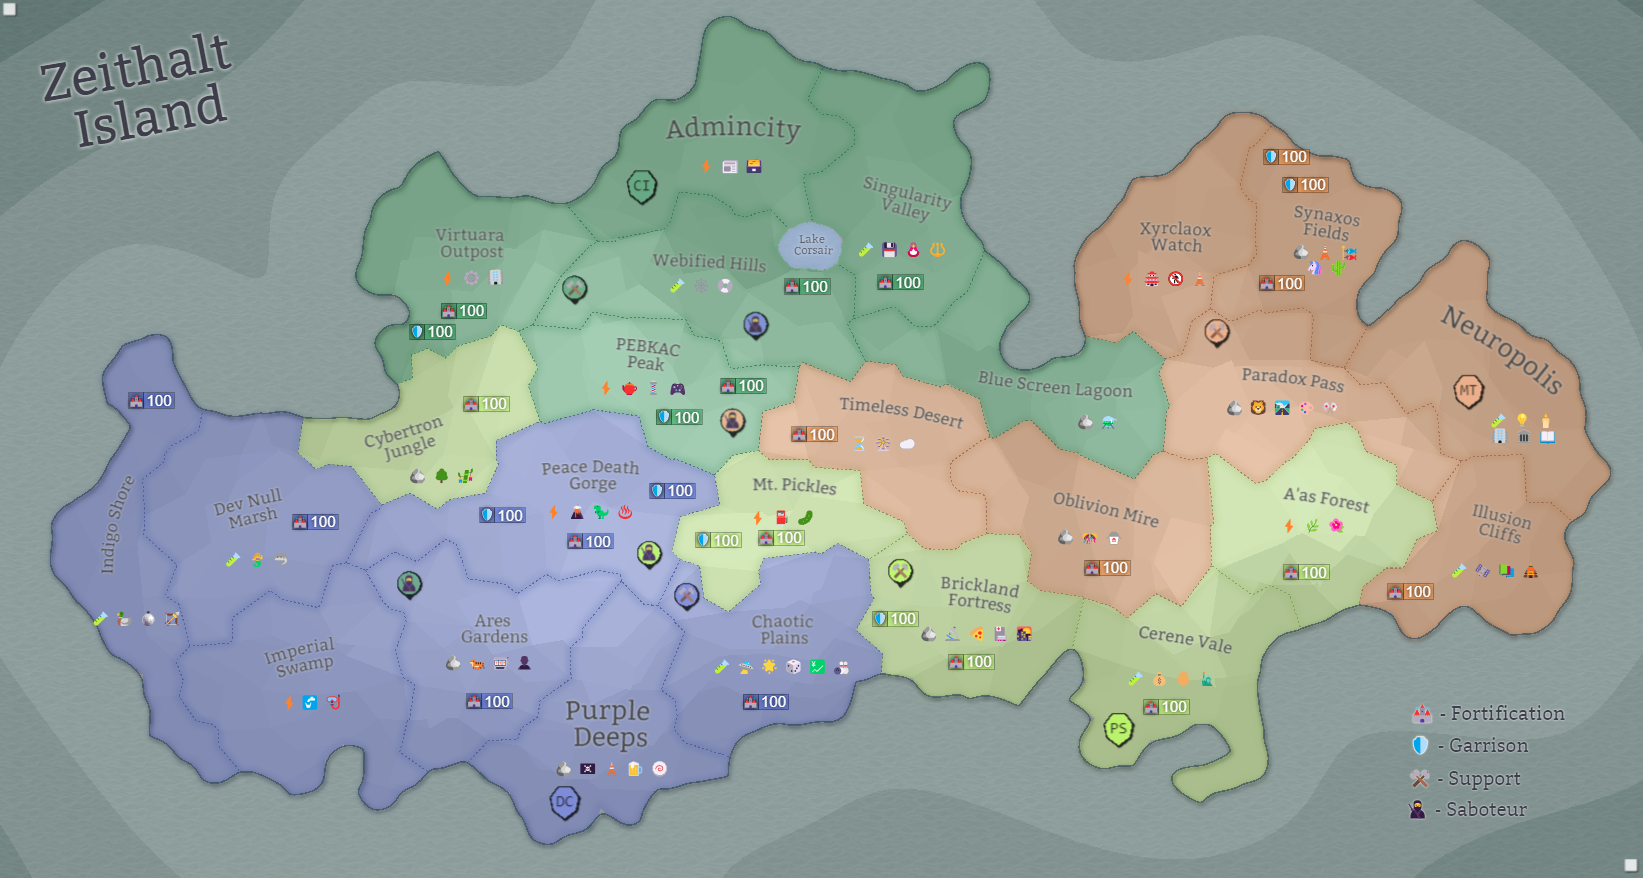 Zeithalt
Island
Admincity
CI
Singularity
Valley
Lake
Corsair
100
100
Virtuara
Outpost
100
100
Webified Hills
PEBKAC
Peak
100
100
Blue Screen Lagoon
Xyrclaox
Watch
100
100
Synaxos
Fields
100
Neuropolis
MT
Paradox Pass
Timeless Desert
100
Oblivion Mire
100
Illusion
Cliffs
100
A'as Forest
100
Cerene Vale
100
PS
Brickland
Fortress
100
100
Mt. Pickles
100
100
Cybertron
Jungle
100
Peace Death
Gorge
100
100
100
Indigo Shore
100
Dev Null
Marsh
100
Imperial
Swamp
Ares
Gardens
100
Chaotic
Plains
100
Purple
Deeps
DC
- Fortification
- Garrison
- Support
- Saboteur